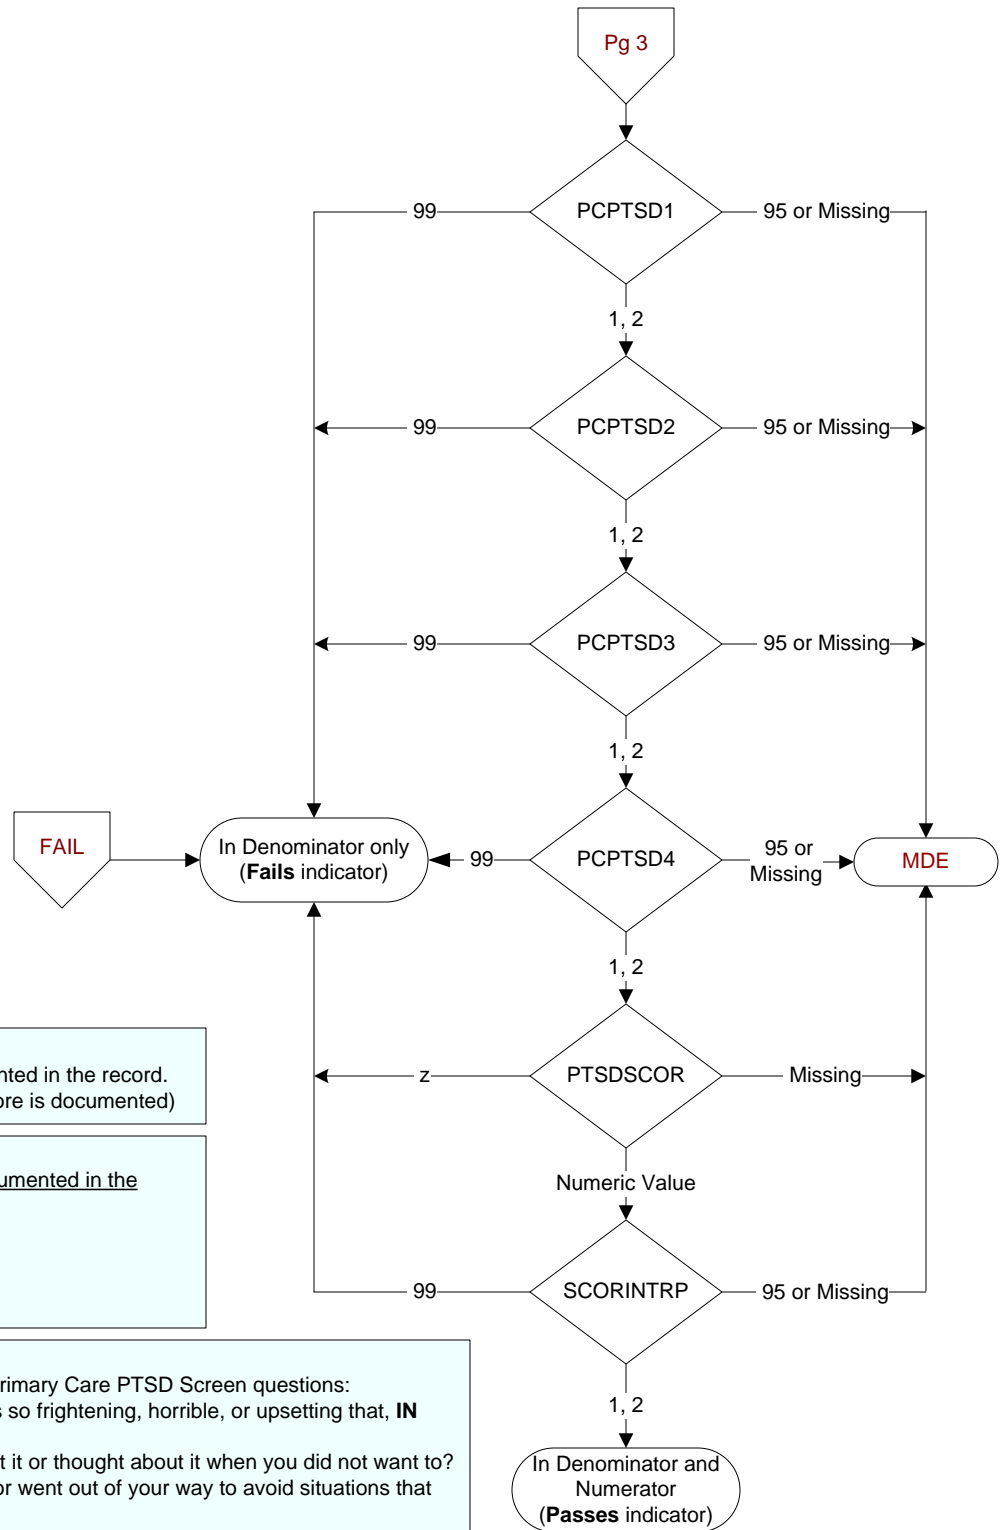 Pg 3
PCPTSD1
99
95 or Missing
1, 2
PCPTSD2
99
95 or Missing
1, 2
PCPTSD3
99
95 or Missing
1, 2
FAIL
In Denominator only
(Fails indicator)
99
PCPTSD4
95 or
Missing
MDE
1, 2
nted in the record.
ore is documented)
z
PTSDSCOR
Missing
umented in the
Numeric Value
99
SCORINTRP
95 or Missing
rimary Care PTSD Screen questions:
s so frightening, horrible, or upsetting that, IN
t it or thought about it when you did not want to?
or went out of your way to avoid situations that
1, 2
In Denominator and
Numerator
(Passes indicator)